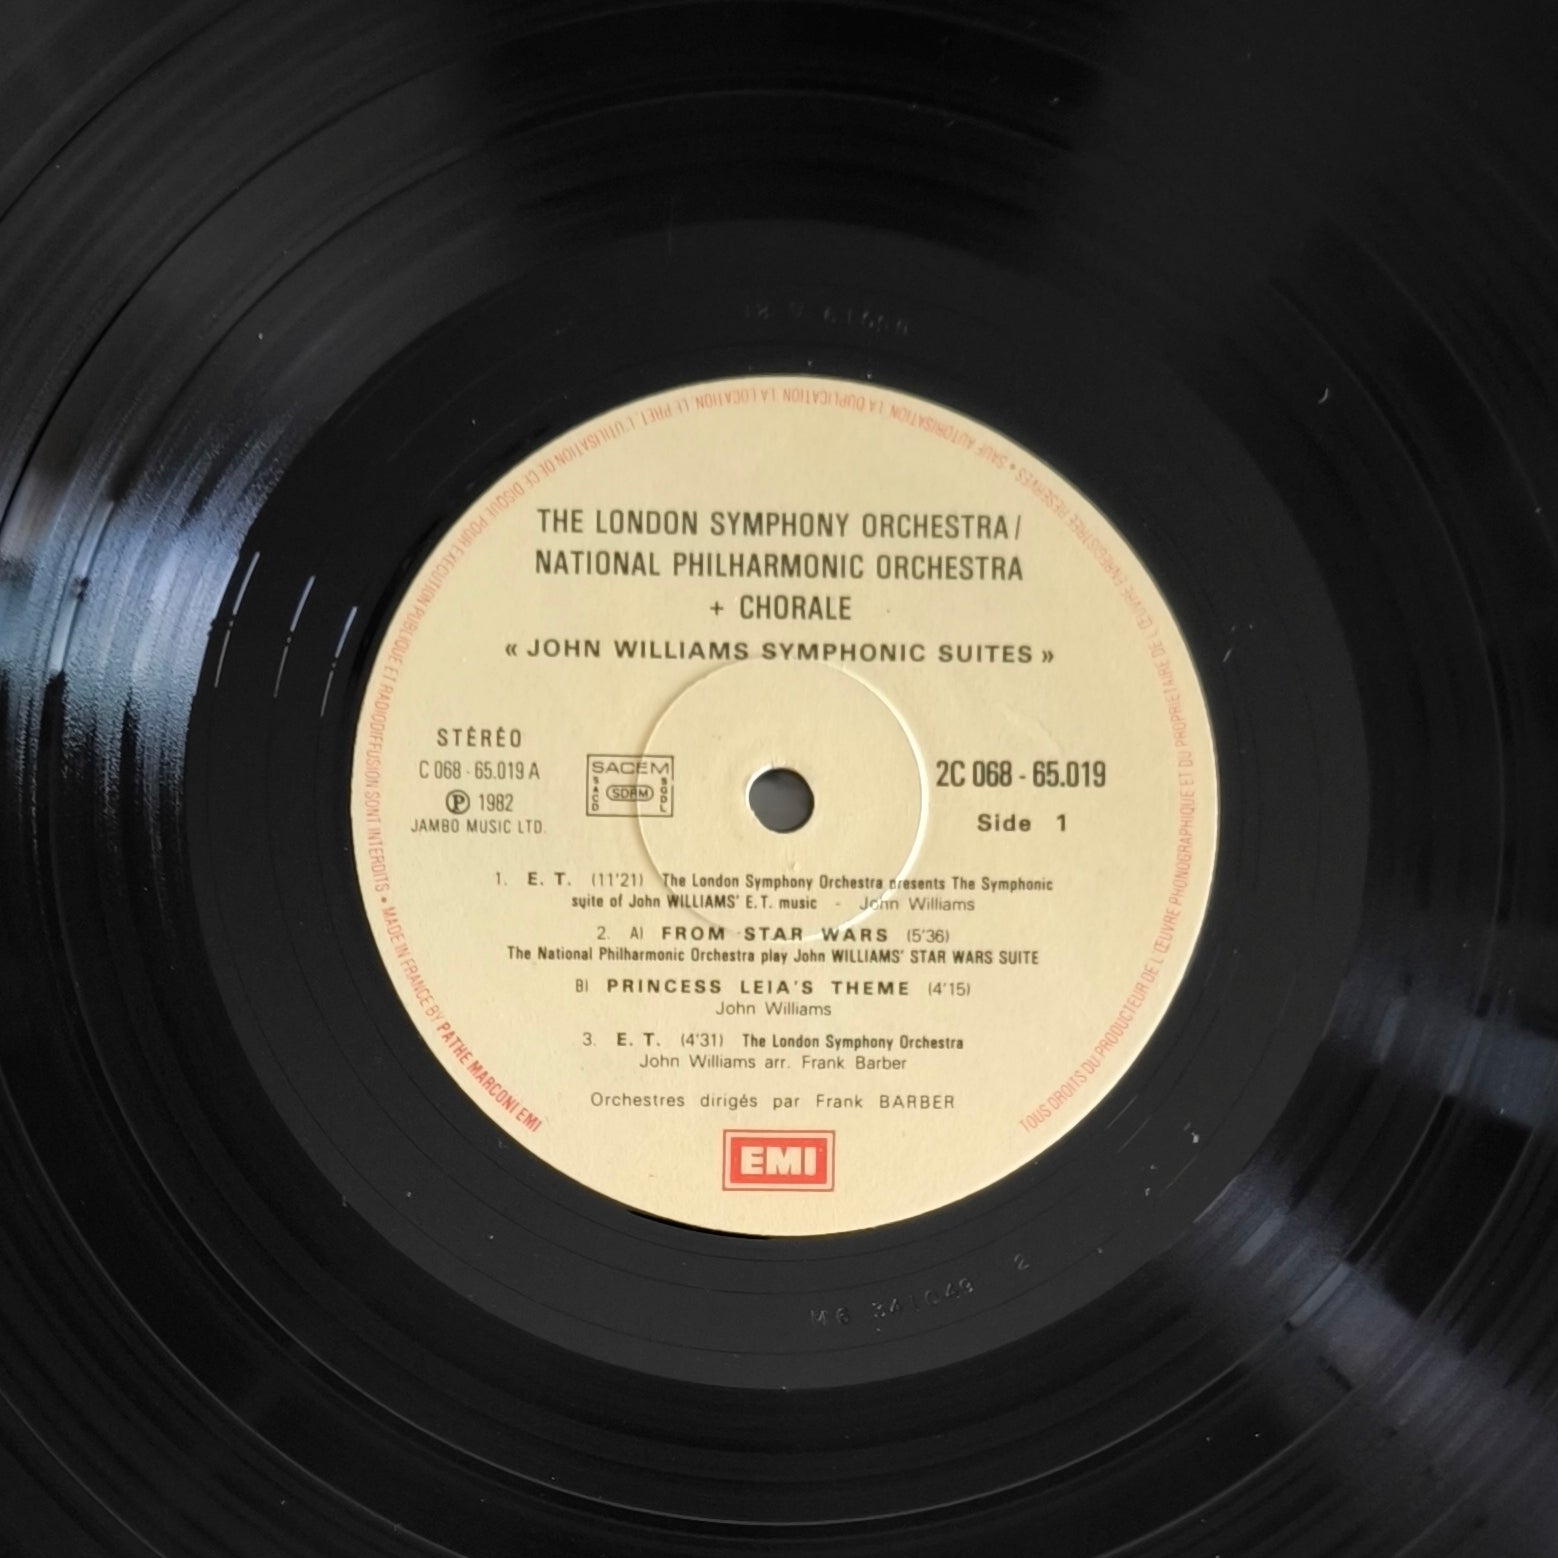 THE LONDON SYMPHONY ORCHESTRA/
NATIONAL PHILHARMONIC ORCHESTRA
+ CHORALE
« JOHN WILLIAMS SYMPHONIC SUITES »
STÉRÉO
C 068 - 65.019 A
Ⓟ 1982
JAMBO MUSIC LTD.
SACEM
SACD
SDRM
SGDL
2C 068 - 65.019
Side 1
1. E. T. (11'21) The London Symphony Orchestra presents The Symphonic
suite of John WILLIAMS' E.T. music - John Williams
2. A) FROM STAR WARS (5'36)
The National Philharmonic Orchestra play John WILLIAMS' STAR WARS SUITE
B) PRINCESS LEIA'S THEME (4'15)
John Williams
3. E. T. (4'31) The London Symphony Orchestra
John Williams arr. Frank Barber
Orchestres dirigés par Frank BARBER
EMI
TOUS DROITS DU PRODUCTEUR DE L'ŒUVRE PHONOGRAPHIQUE ET DU PROPRIÉTAIRE DE L'ŒUVRE ENREGISTRÉE RÉSERVÉS • SAUF AUTORISATION, LA DUPLICATION, LA LOCATION, LE PRÊT, L'UTILISATION DE CE DISQUE POUR EXÉCUTION PUBLIQUE ET RADIODIFFUSION SONT INTERDITS • MADE IN FRANCE BY PATHE MARCONI EMI
M6 341049 2